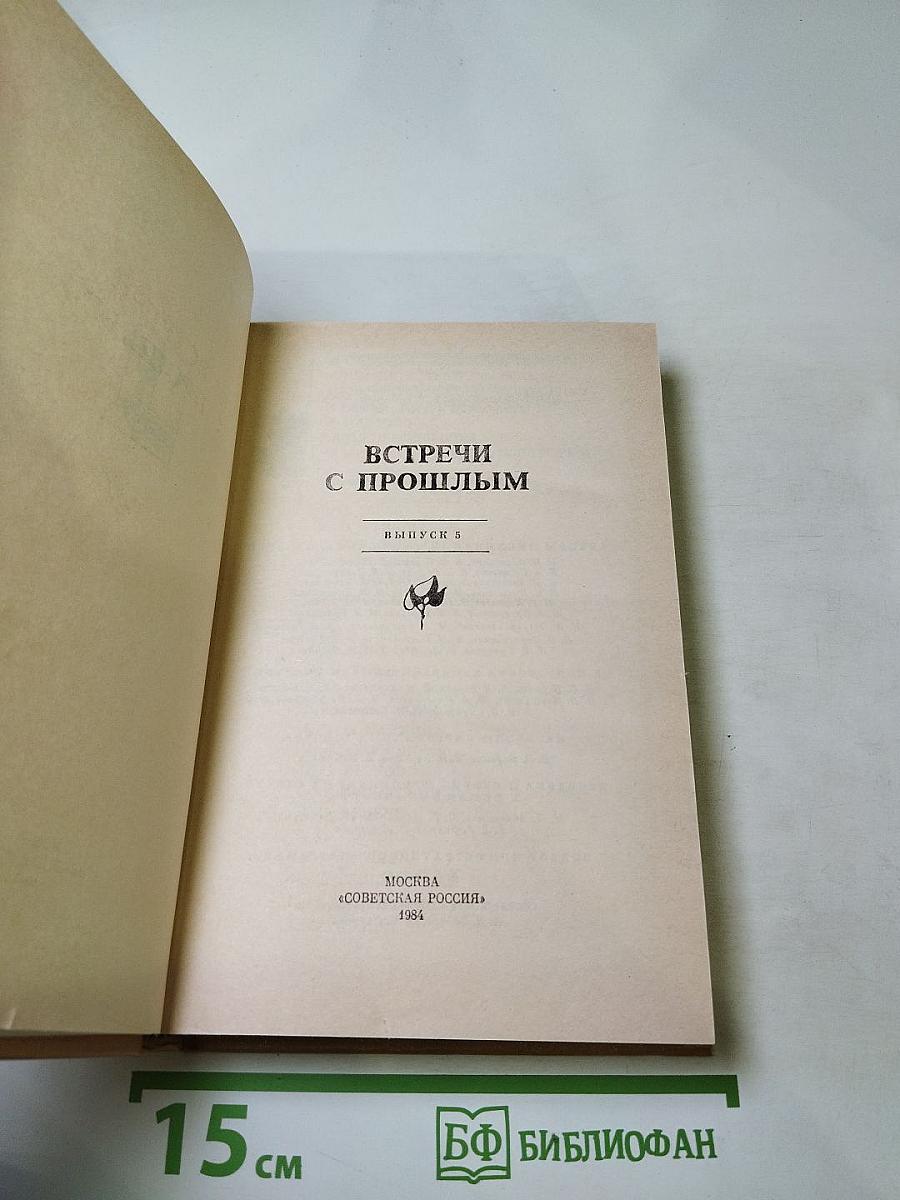 ВСТРЕЧИ
С ПРОШЛЫМ
ВЫПУСК 5
МОСКВА
«СОВЕТСКАЯ РОССИЯ»
1984
15 см
БФ БИБЛИОФАН